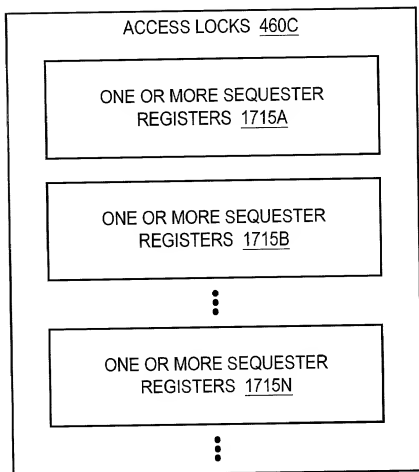 ACCESS LOCKS 460C
ONE OR MORE SEQUESTER
REGISTERS 1715A
ONE OR MORE SEQUESTER
REGISTERS 1715B
ONE OR MORE SEQUESTER
REGISTERS 1715N